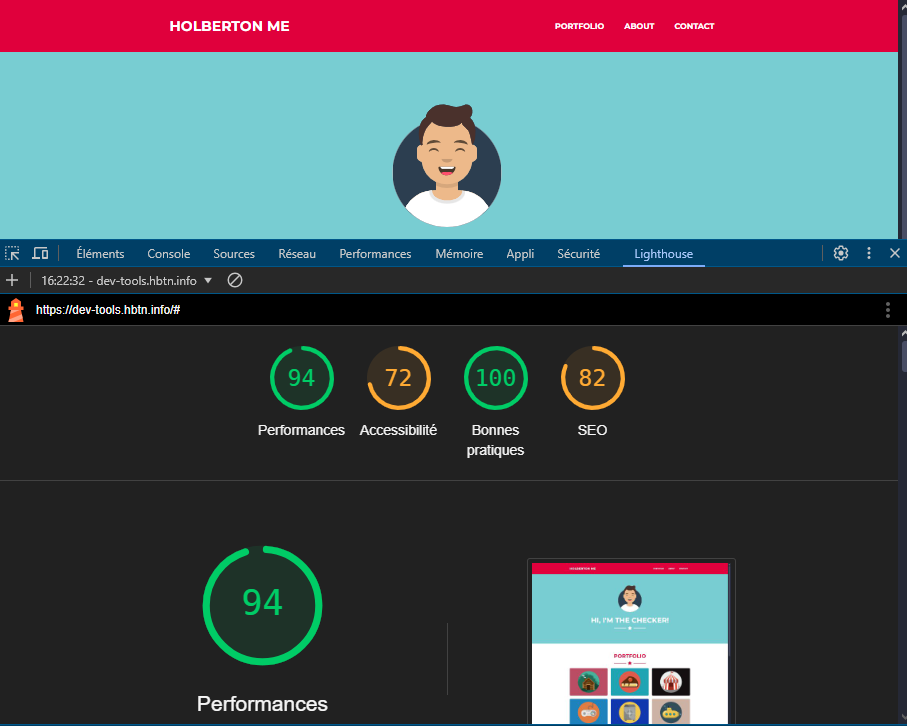 HOLBERTON ME
PORTFOLIO ABOUT CONTACT
Éléments Console Sources Réseau Performances Mémoire Appli Sécurité Lighthouse
16:22:32 - dev-tools.hbtn.info
https://dev-tools.hbtn.info/#
94 72 100 82
Performances Accessibilité Bonnes pratiques SEO
94
Performances
HOLBERTON ME
HI, I'M THE CHECKER!
PORTFOLIO